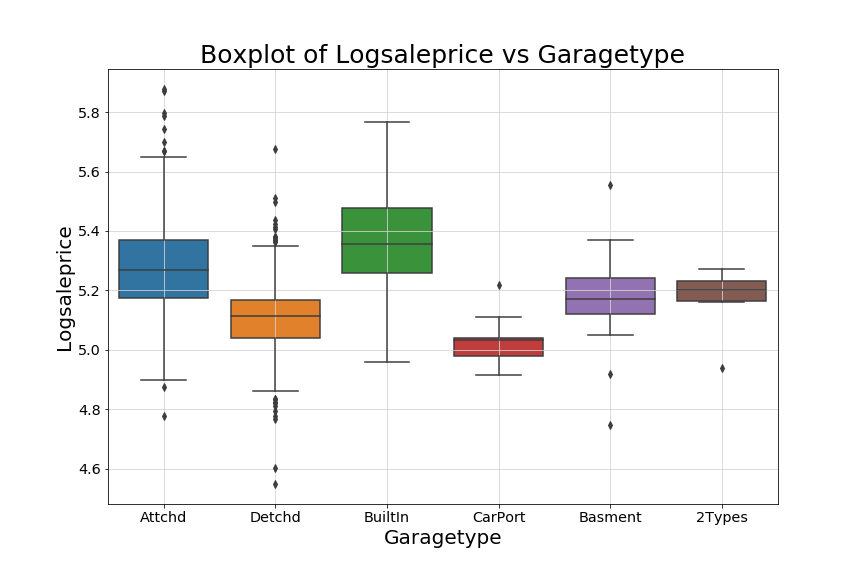 Boxplot of Logsaleprice vs Garagetype
Logsaleprice
5.8
5.6
5.4
5.2
5.0
4.8
4.6
Attchd Detchd BuiltIn CarPort Basment 2Types
Garagetype